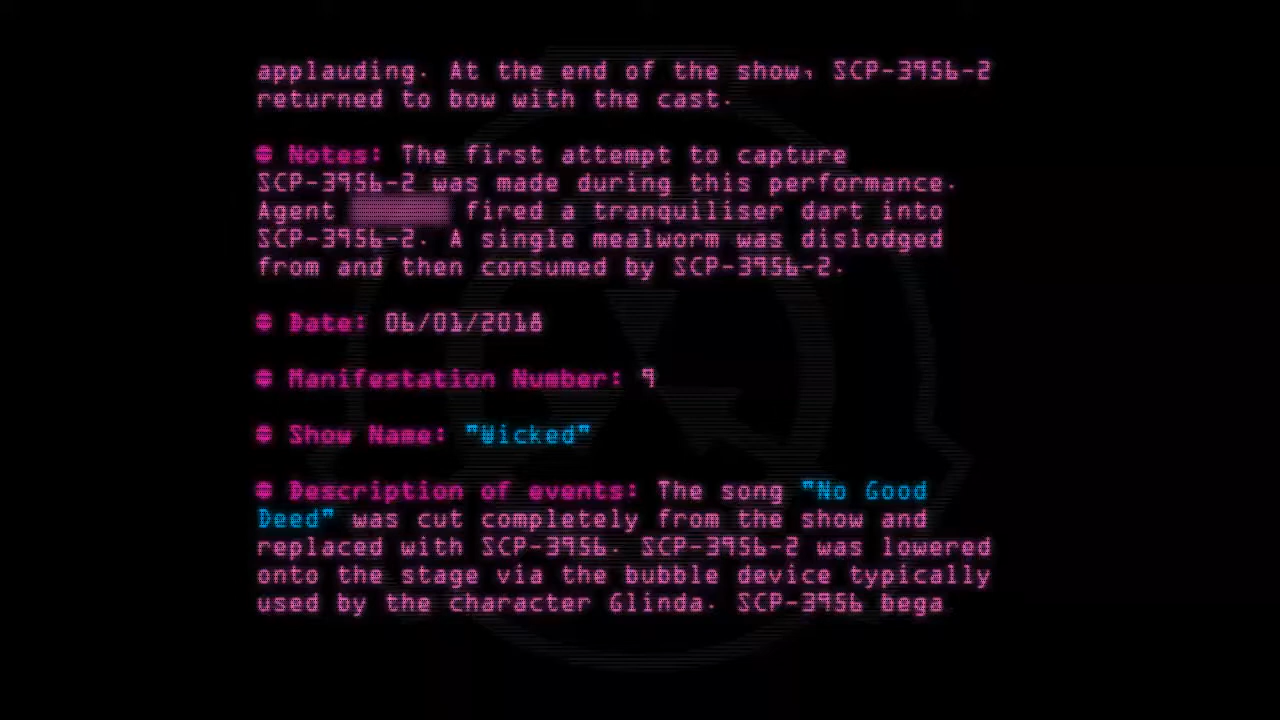 applauding. At the end of the show, SCP-3956-2
returned to bow with the cast.
Notes: The first attempt to capture
SCP-3956-2 was made during this performance.
Agent fired a tranquiliser dart into
SCP-3956-2. A single mealworm was dislodged
from and then consumed by SCP-3956-2.
Date: 06/01/2018
Manifestation Number: 9
Show Name: "Wicked"
Description of events: The song "No Good
Deed" was cut completely from the show and
replaced with SCP-3956. SCP-3956-2 was lowered
onto the stage via the bubble device typically
used by the character Glinda. SCP-3956 bega